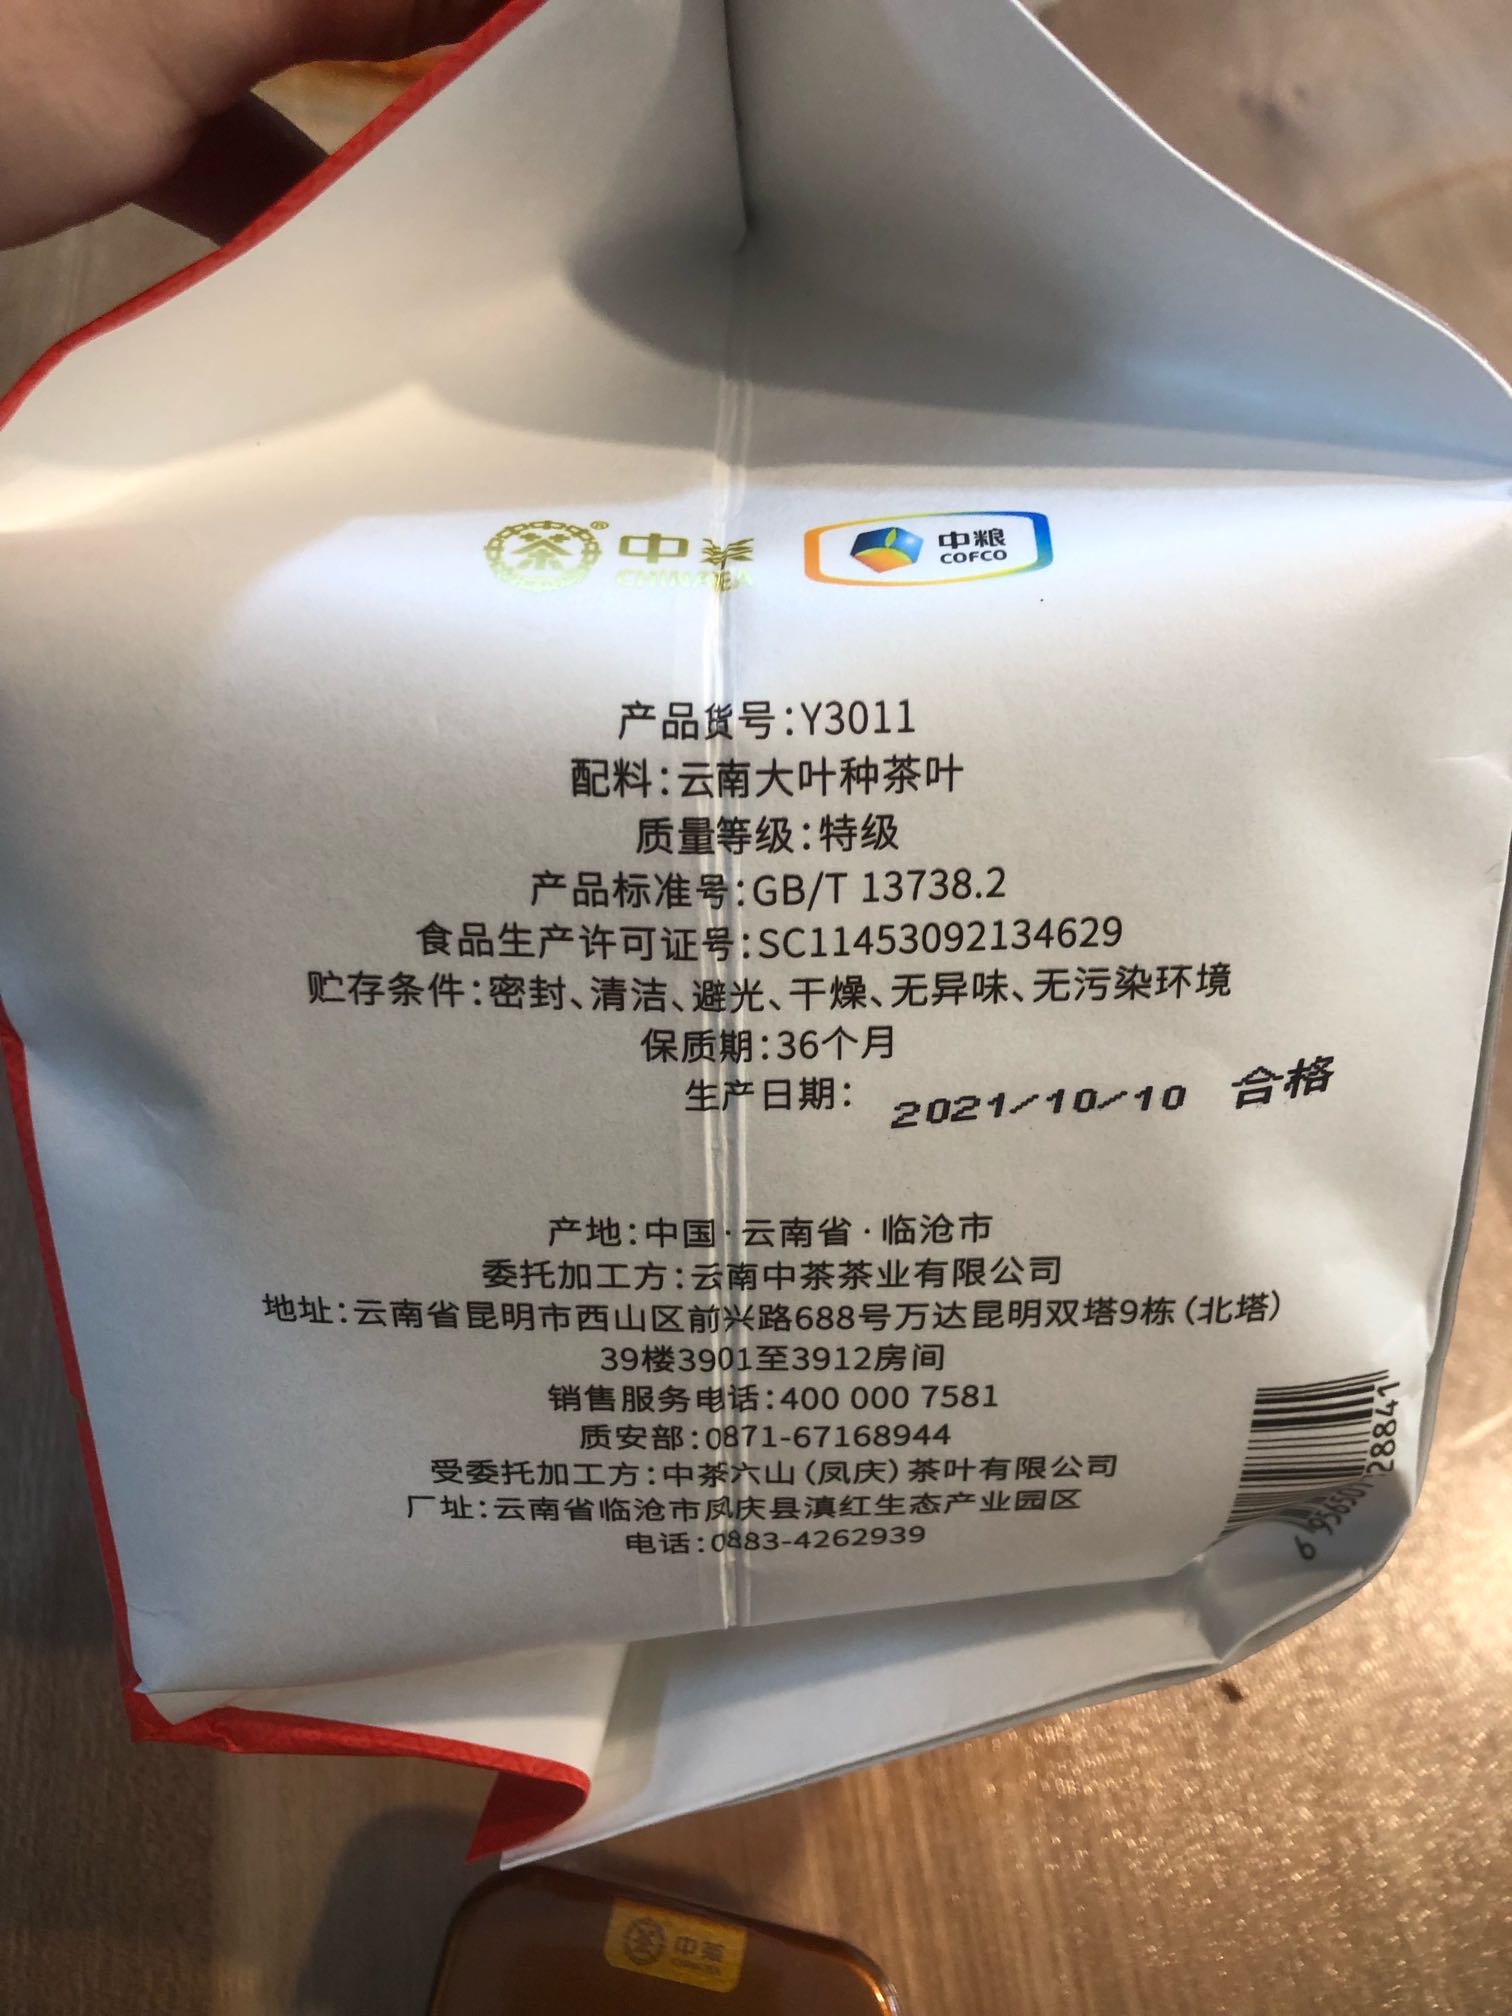 茶® 中茶 中粮
CHINATEA COFCO
产品货号:Y3011
配料:云南大叶种茶叶
质量等级:特级
产品标准号:GB/T 13738.2
食品生产许可证号:SC11453092134629
贮存条件:密封、清洁、避光、干燥、无异味、无污染环境
保质期:36个月
生产日期: 2021/10/10 合格
产地:中国·云南省·临沧市
委托加工方:云南中茶茶业有限公司
地址:云南省昆明市西山区前兴路688号万达昆明双塔9栋(北塔)
39楼3901至3912房间
销售服务电话:400 000 7581
质安部:0871-67168944
受委托加工方:中茶六山(凤庆)茶叶有限公司
厂址:云南省临沧市凤庆县滇红生态产业园区
电话:0883-4262939
6 956501 28841
茶 中茶